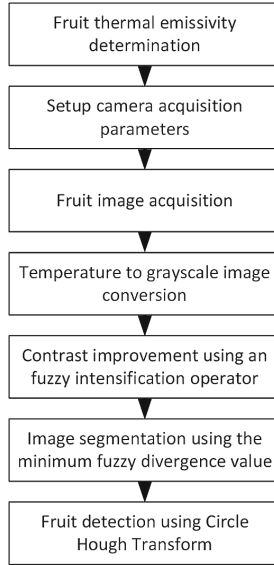 Fruit thermal emissivity
determination
Setup camera acquisition
parameters
Fruit image acquisition
Temperature to grayscale image
conversion
Contrast improvement using an
fuzzy intensification operator
Image segmentation using the
minimum fuzzy divergence value
Fruit detection using Circle
Hough Transform